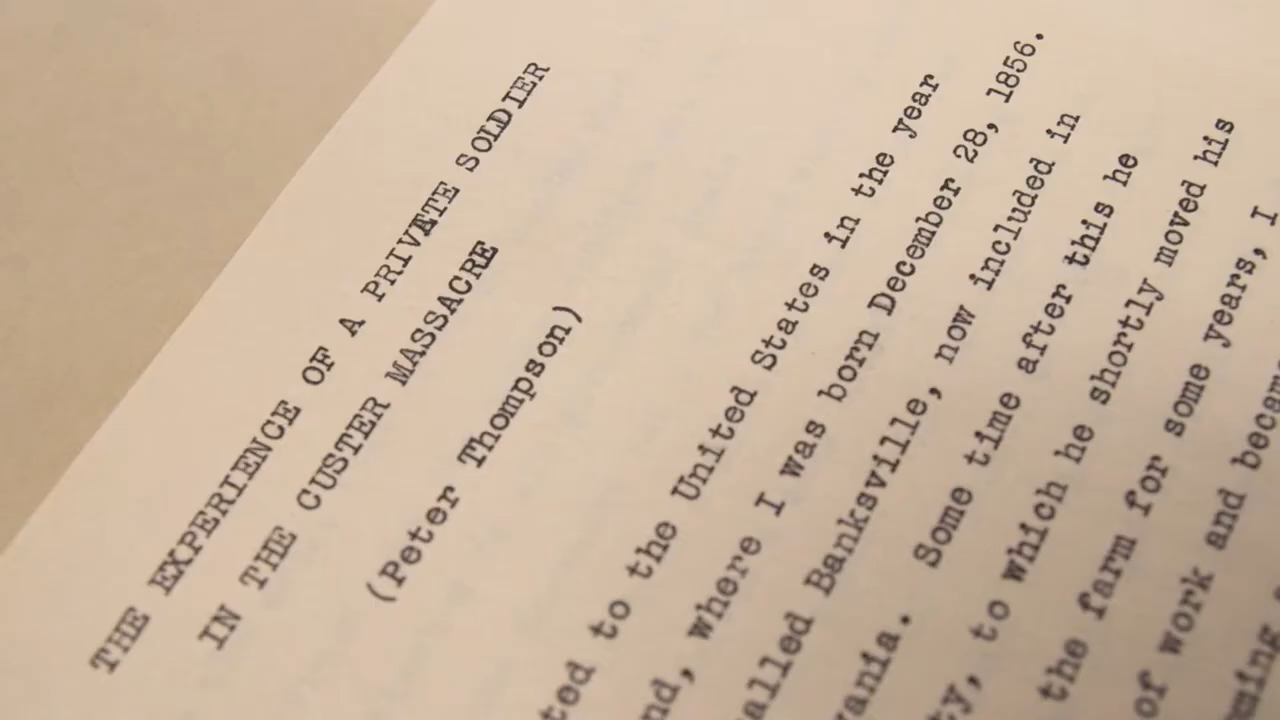 THE EXPERIENCE OF A PRIVATE SOLDIER
IN THE CUSTER MASSACRE
(Peter Thompson)
to the United States in the year
where I was born December 28, 1856.
Banksville, now included in
Some time after this he
to which he shortly moved his
the farm for some years, I
of work and